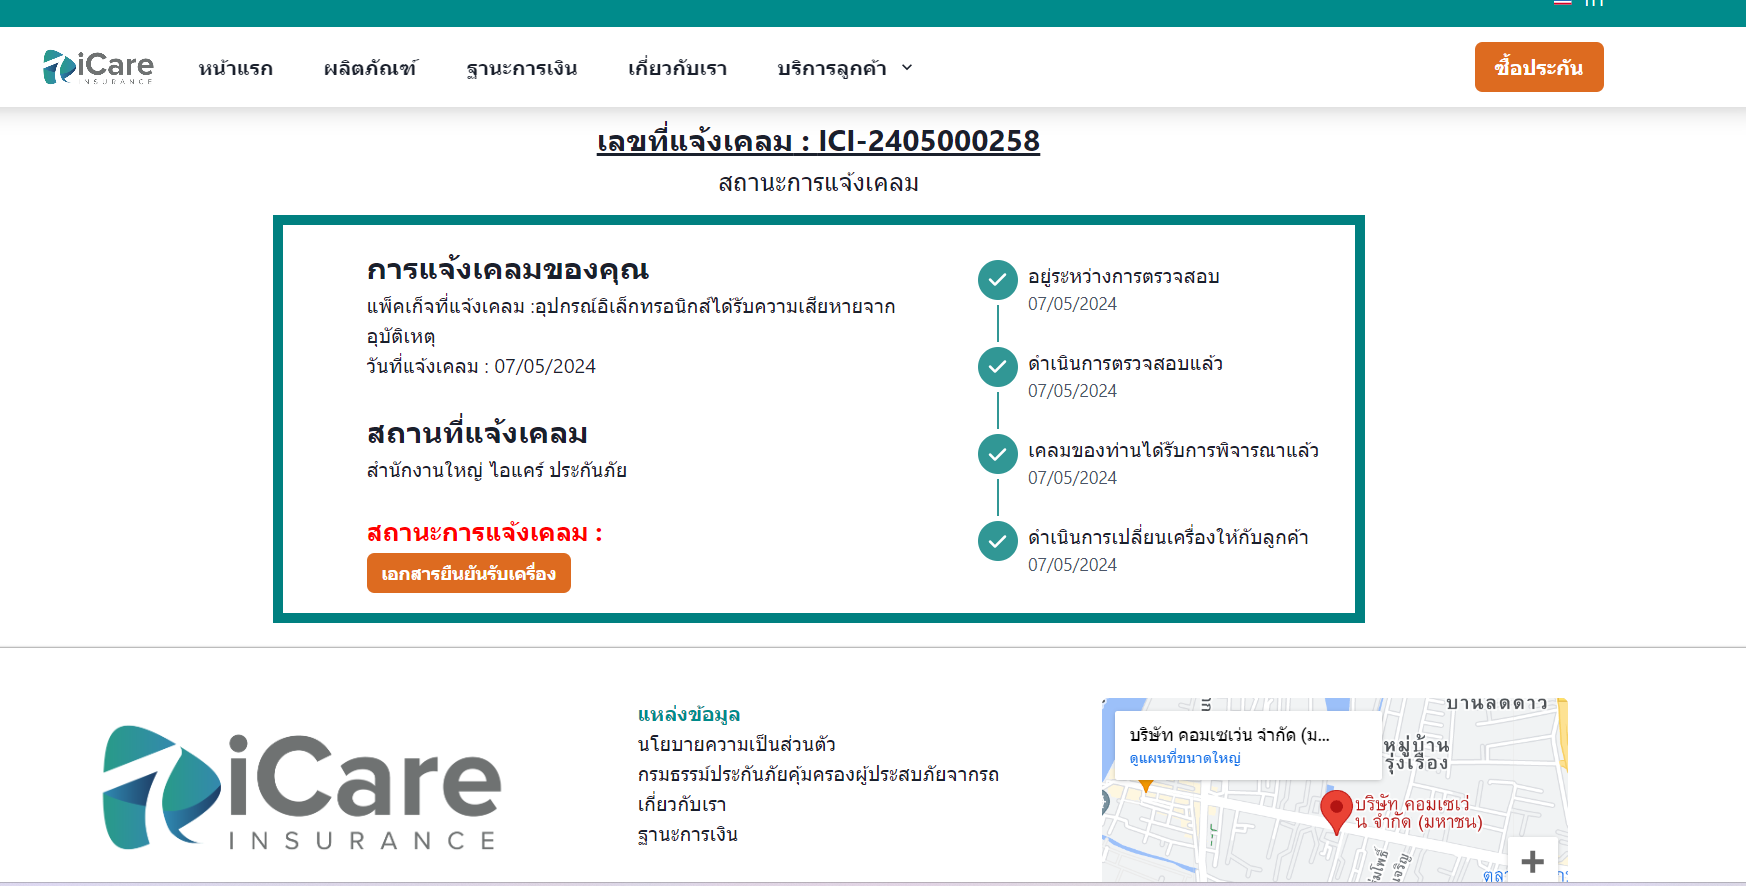 iCare
INSURANCE
หน้าแรก
ผลิตภัณฑ์
ฐานะการเงิน
เกี่ยวกับเรา
บริการลูกค้า
ซื้อประกัน
เลขที่แจ้งเคลม : ICI-2405000258
สถานะการแจ้งเคลม
การแจ้งเคลมของคุณ
แพ็คเก็จที่แจ้งเคลม :อุปกรณ์อิเล็กทรอนิกส์ได้รับความเสียหายจาก
อุบัติเหตุ
วันที่แจ้งเคลม : 07/05/2024
สถานที่แจ้งเคลม
สำนักงานใหญ่ ไอแคร์ ประกันภัย
สถานะการแจ้งเคลม :
เอกสารยืนยันรับเครื่อง
อยู่ระหว่างการตรวจสอบ
07/05/2024
ดำเนินการตรวจสอบแล้ว
07/05/2024
เคลมของท่านได้รับการพิจารณาแล้ว
07/05/2024
ดำเนินการเปลี่ยนเครื่องให้กับลูกค้า
07/05/2024
iCare
INSURANCE
แหล่งข้อมูล
นโยบายความเป็นส่วนตัว
กรมธรรม์ประกันภัยคุ้มครองผู้ประสบภัยจากรถ
เกี่ยวกับเรา
ฐานะการเงิน
บริษัท คอมเซเว่น จำกัด (ม...
ดูแผนที่ขนาดใหญ่
บ้านลดดาว
หมู่บ้าน
รุ่งเรือง
บริษัท คอมเซเว่
น จำกัด (มหาชน)